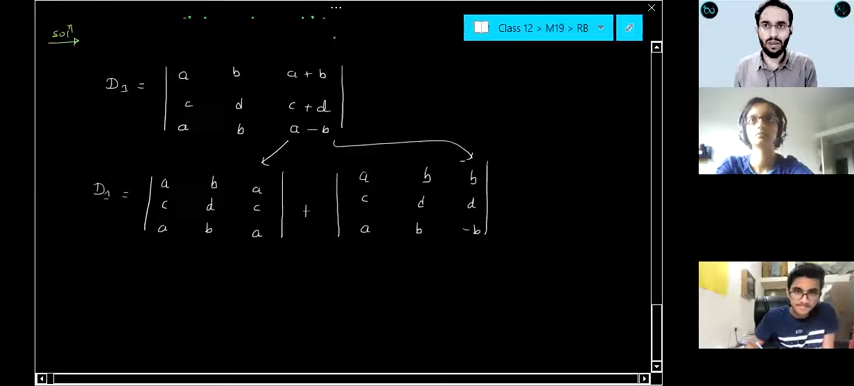 Class 12 > M19 > RB
solⁿ
D₁ = | a b a + b |
| c d c + d |
| a b a − b |
D₁ = | a b a | + | a b b |
| c d c | | c d d |
| a b a | | a b −b |